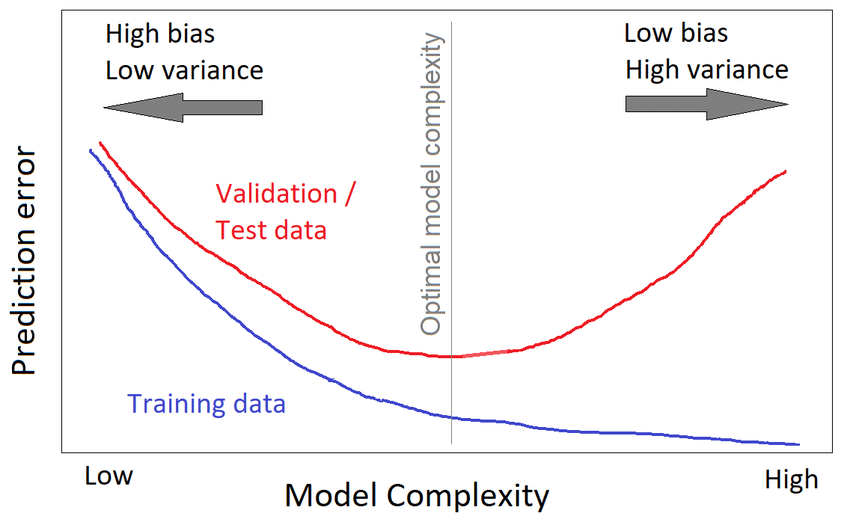 High bias
Low variance
Low bias
High variance
Optimal model complexity
Validation /
Test data
Prediction error
Training data
Low
High
Model Complexity